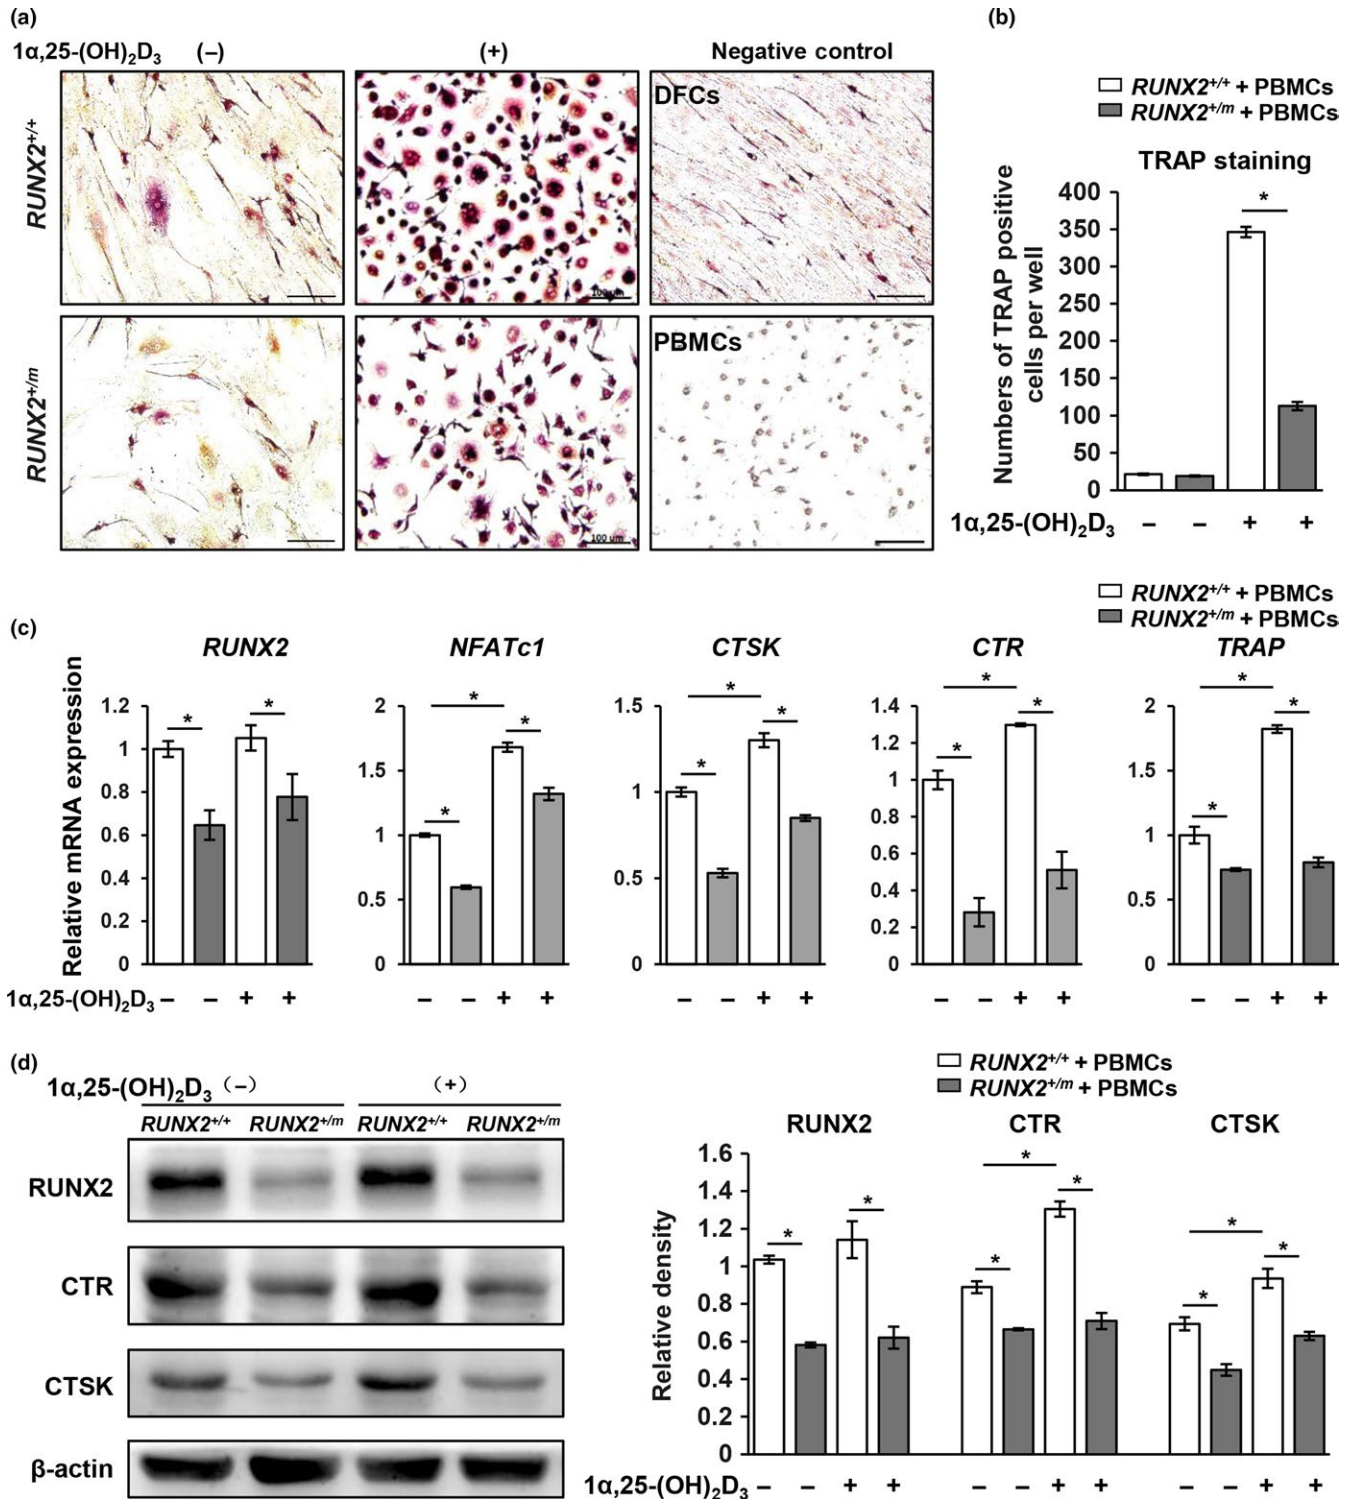 (a)
1α,25-(OH)₂D₃ (–) (+) Negative control
RUNX2+/+
DFCs
100 um
RUNX2+/m
PBMCs
100 um
(b)
RUNX2+/+ + PBMCs
RUNX2+/m + PBMCs
TRAP staining
Numbers of TRAP positive
cells per well
400
350
300
250
200
150
100
50
0
1α,25-(OH)₂D₃ – – + +
*
RUNX2+/+ + PBMCs
RUNX2+/m + PBMCs
(c)
Relative mRNA expression
RUNX2
1.2
1
0.8
0.6
0.4
0.2
0
* *
NFATc1
2
1.5
1
0.5
0
* * *
CTSK
1.5
1
0.5
0
* * *
CTR
1.4
1.2
1
0.8
0.6
0.4
0.2
0
* * *
TRAP
2
1.5
1
0.5
0
* * *
1α,25-(OH)₂D₃ – – + + – – + + – – + + – – + + – – + +
(d)
1α,25-(OH)₂D₃ (–) (+)
RUNX2+/+ RUNX2+/m RUNX2+/+ RUNX2+/m
RUNX2
CTR
CTSK
β-actin
RUNX2+/+ + PBMCs
RUNX2+/m + PBMCs
RUNX2 CTR CTSK
Relative density
1.6
1.4
1.2
1
0.8
0.6
0.4
0.2
0
* * * * * * * *
1α,25-(OH)₂D₃ – – + + – – + + – – + +